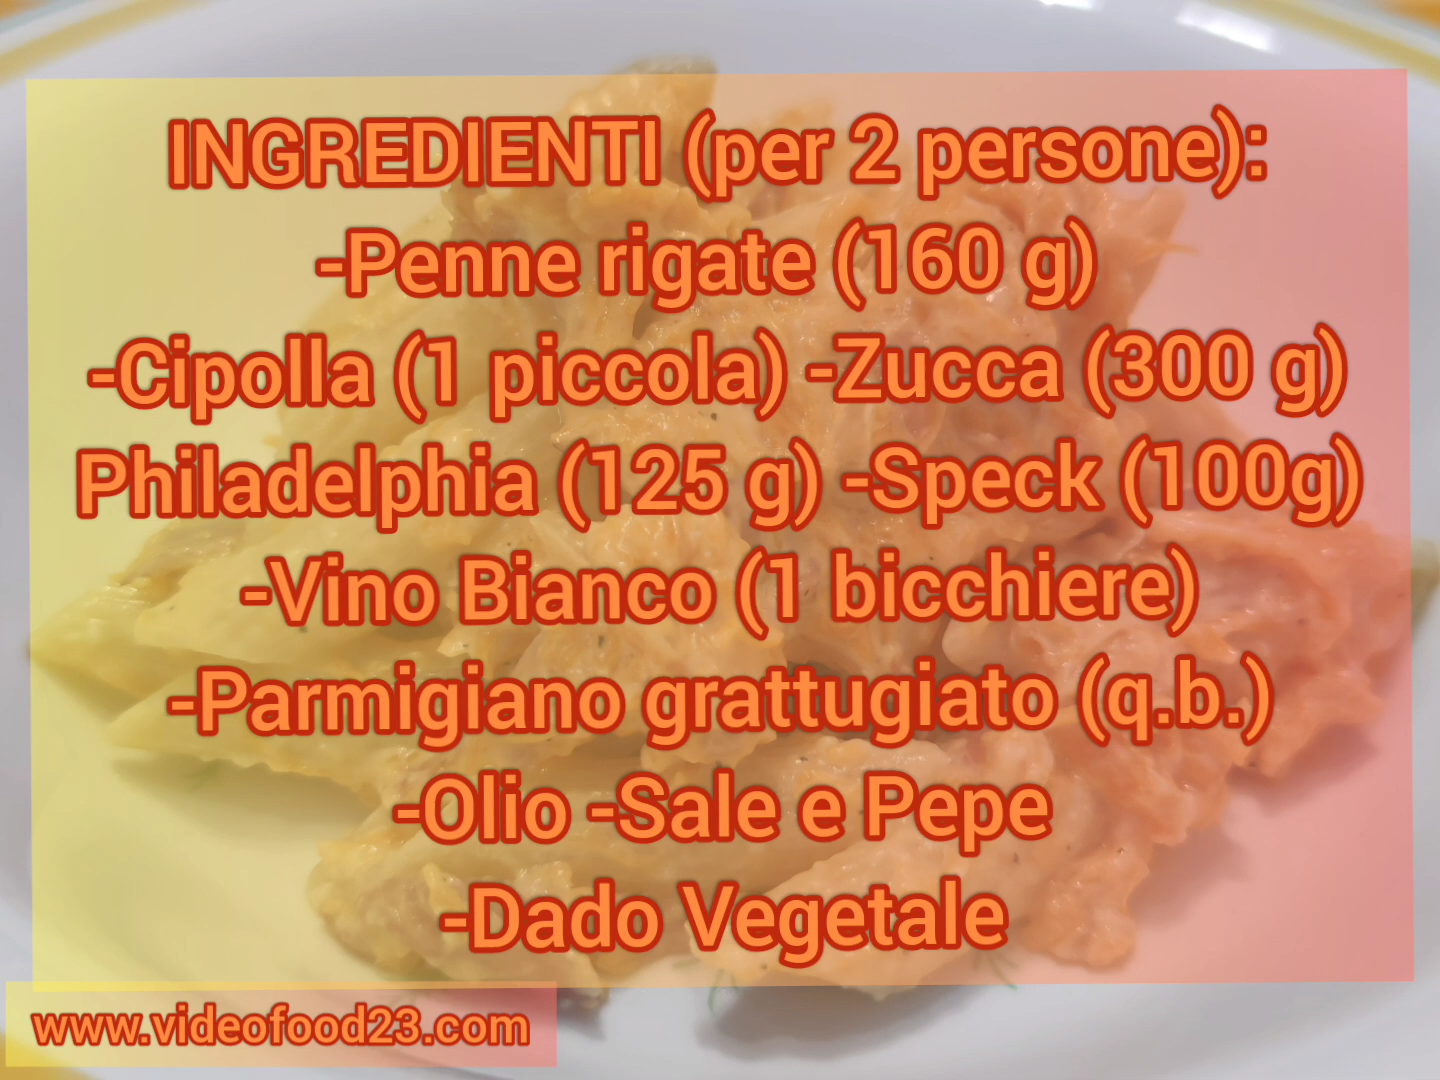 INGREDIENTI (per 2 persone):
-Penne rigate (160 g)
-Cipolla (1 piccola) -Zucca (300 g)
Philadelphia (125 g) -Speck (100g)
-Vino Bianco (1 bicchiere)
-Parmigiano grattugiato (q.b.)
-Olio -Sale e Pepe
-Dado Vegetale
www.videofood23.com